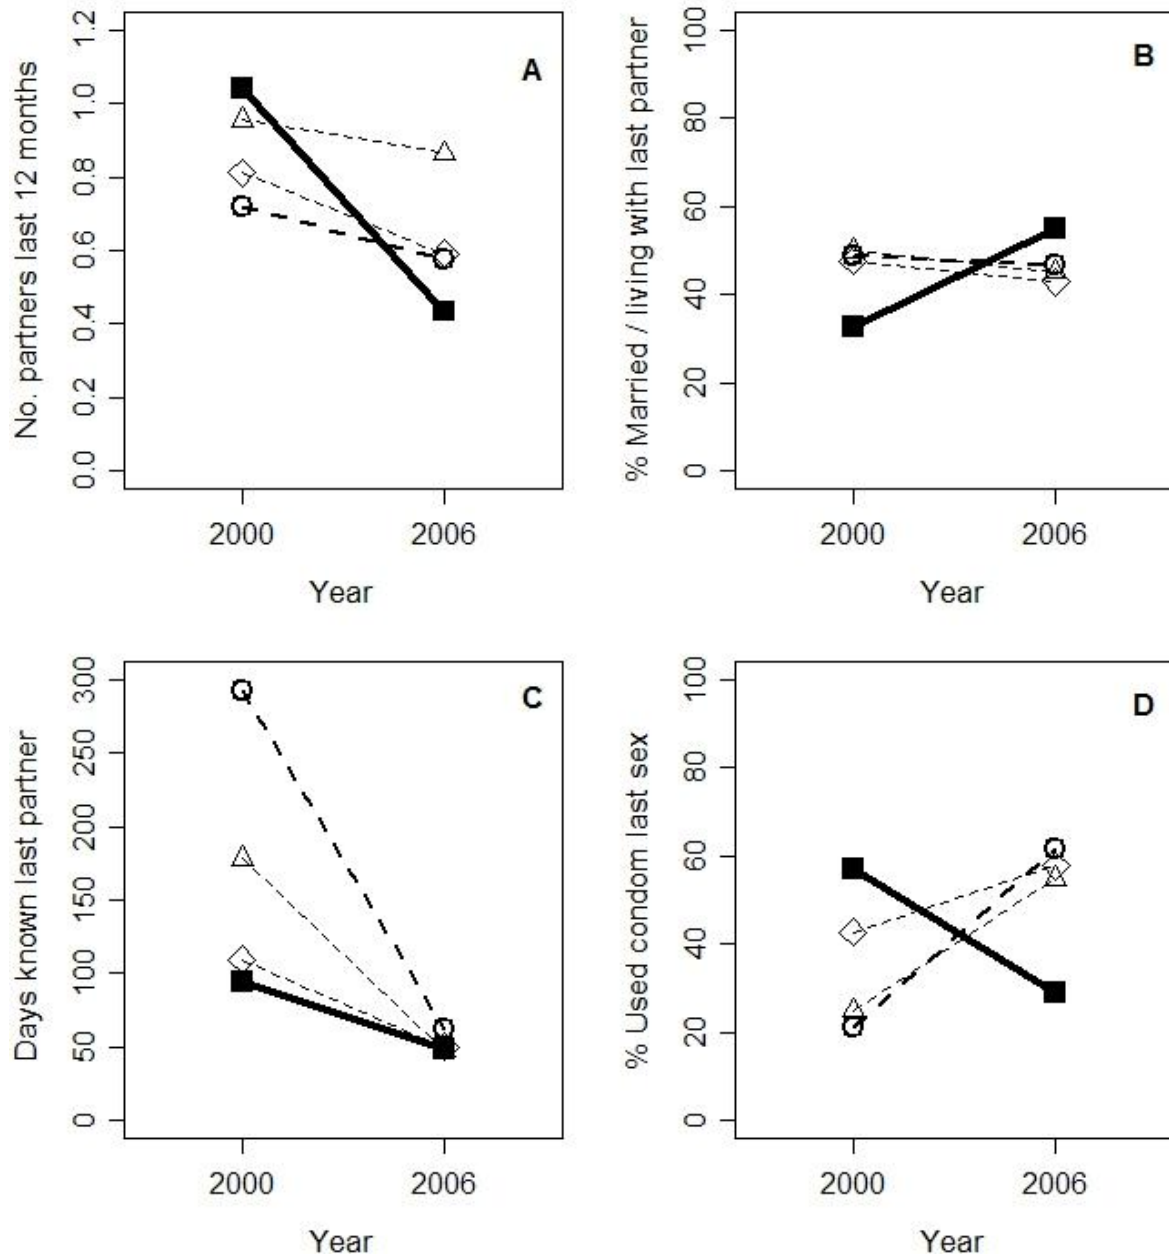 A
No. partners last 12 months
1.2
1.0
0.8
0.6
0.4
0.2
0.0
2000 2006
Year
B
% Married / living with last partner
100
80
60
40
20
0
2000 2006
Year
C
Days known last partner
300
250
200
150
100
50
0
2000 2006
Year
D
% Used condom last sex
100
80
60
40
20
0
2000 2006
Year